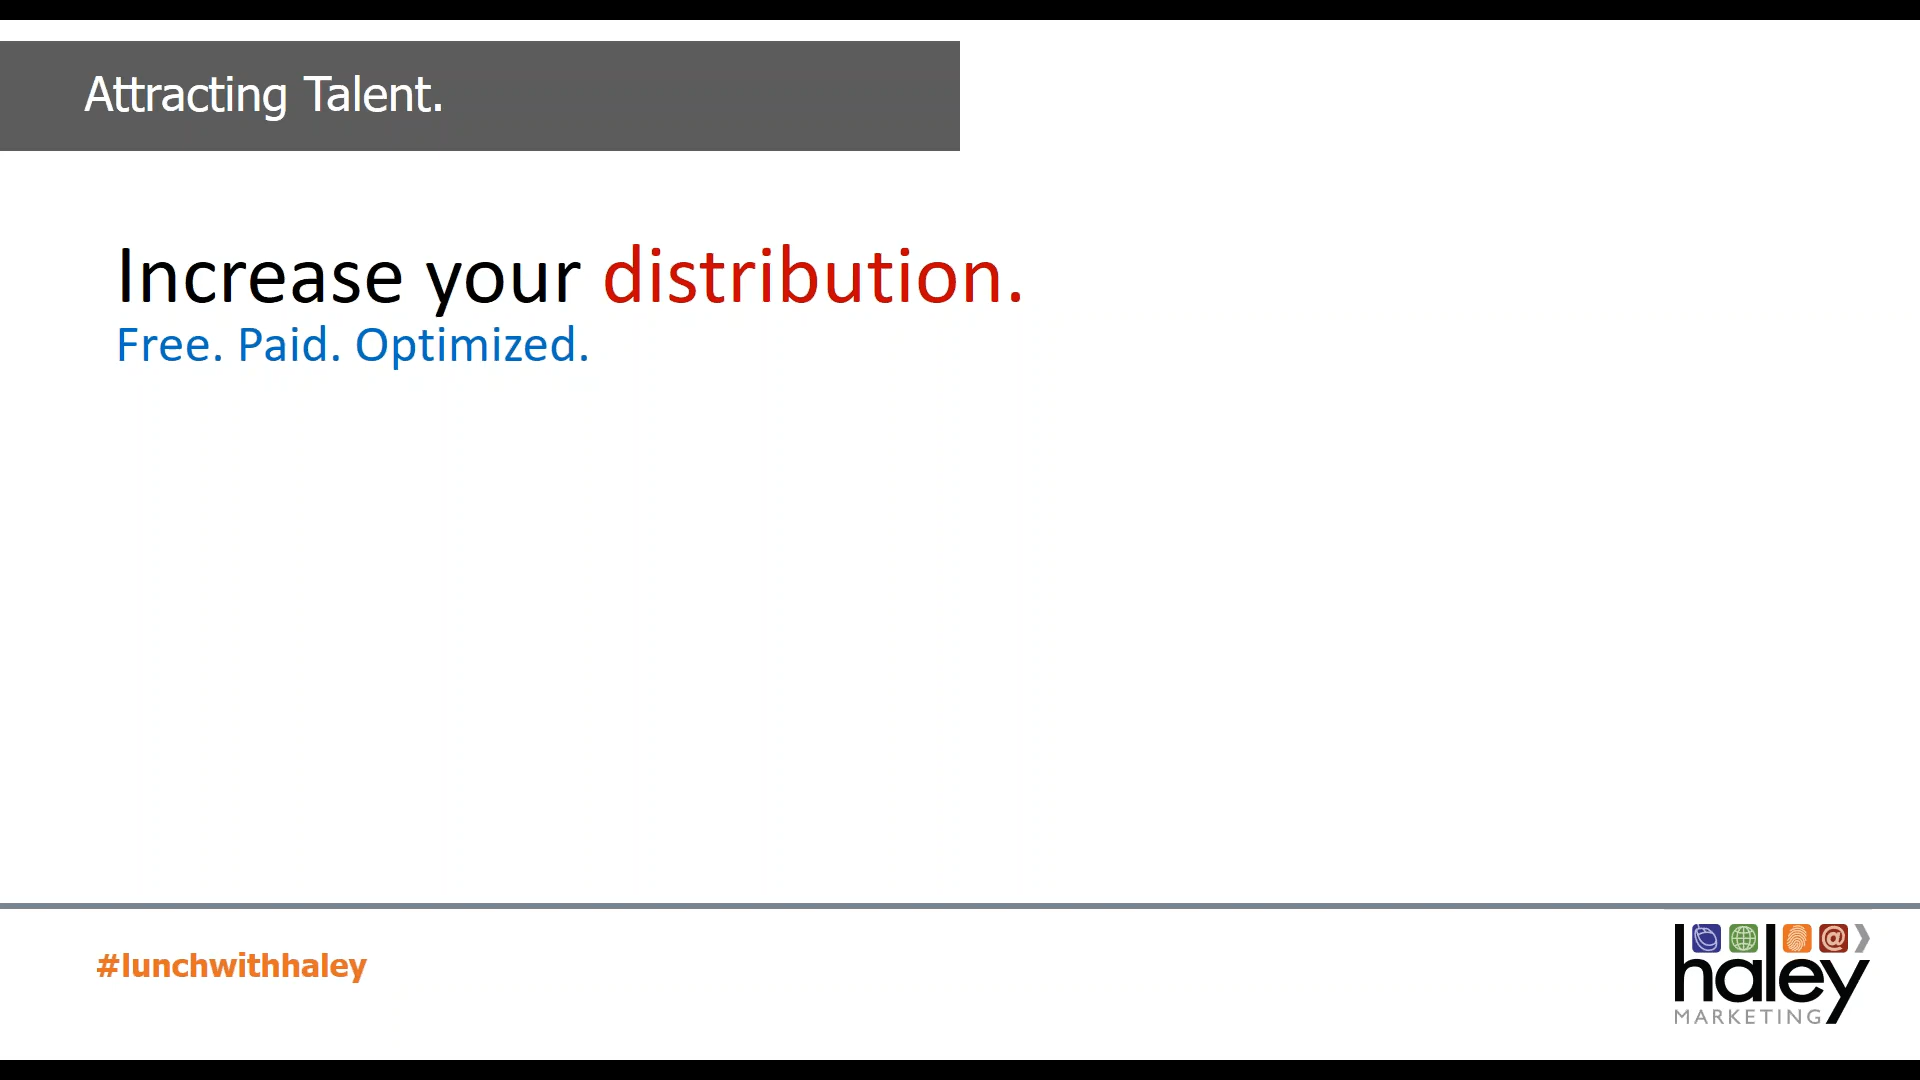 Attracting Talent.
Increase your distribution.
Free. Paid. Optimized.
#lunchwithhaley
haley
MARKETING